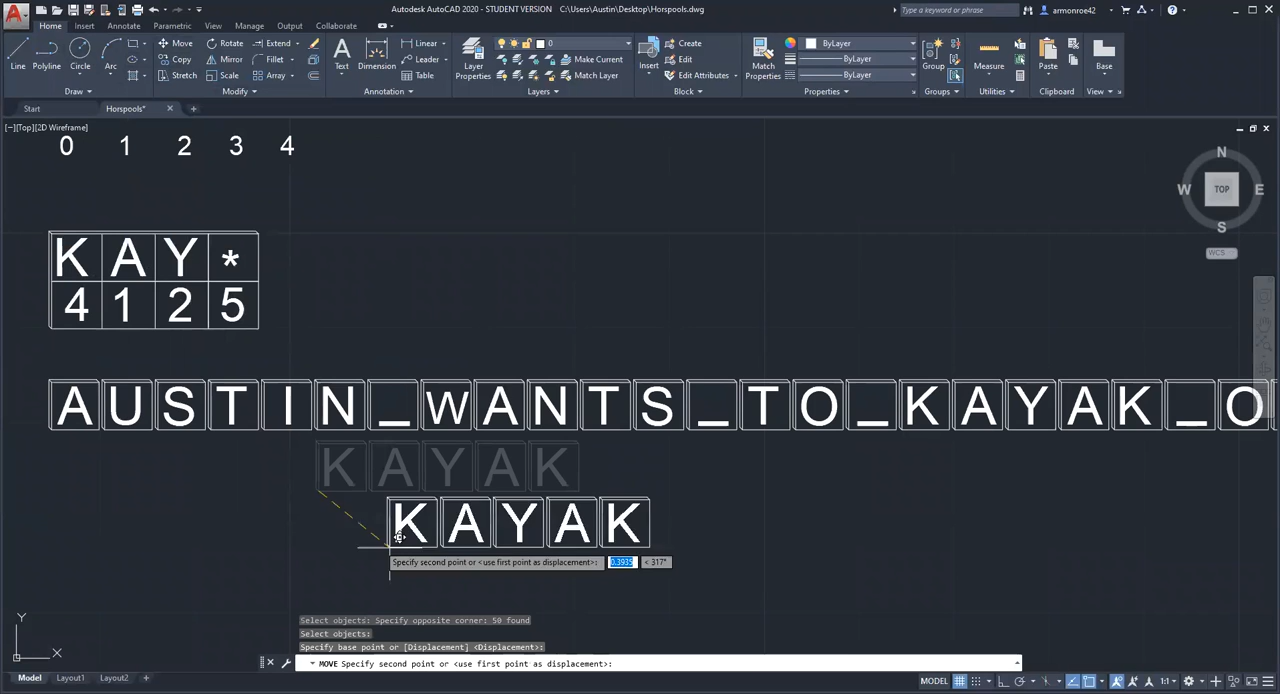 Autodesk AutoCAD 2020 - STUDENT VERSION C:\Users\Austin\Desktop\Horspools.dwg
Type a keyword or phrase
armonroe42
Home Insert Annotate Parametric View Manage Output Collaborate
Line Polyline Circle Arc
Move Rotate Extend
Copy Mirror Fillet
Stretch Scale Array
Text Dimension
Linear
Leader
Table
Layer Properties
0
Make Current
Match Layer
Insert
Create
Edit
Edit Attributes
Match Properties
ByLayer
ByLayer
ByLayer
Group
Measure
Paste
Base
Draw Modify Annotation Layers Block Properties Groups Utilities Clipboard View
Start Horspools*
[−][Top][2D Wireframe]
0 1 2 3 4
N
W TOP E
S
WCS
K A Y *
4 1 2 5
A U S T I N _ W A N T S _ T O _ K A Y A K _ O
K A Y A K
K A Y A K
Specify second point or <use first point as displacement>: 0.3935 < 317°
Y
X
Select objects: Specify opposite corner: 50 found
Select objects:
Specify base point or [Displacement] <Displacement>:
MOVE Specify second point or <use first point as displacement>:
Model Layout1 Layout2 +
MODEL 1:1